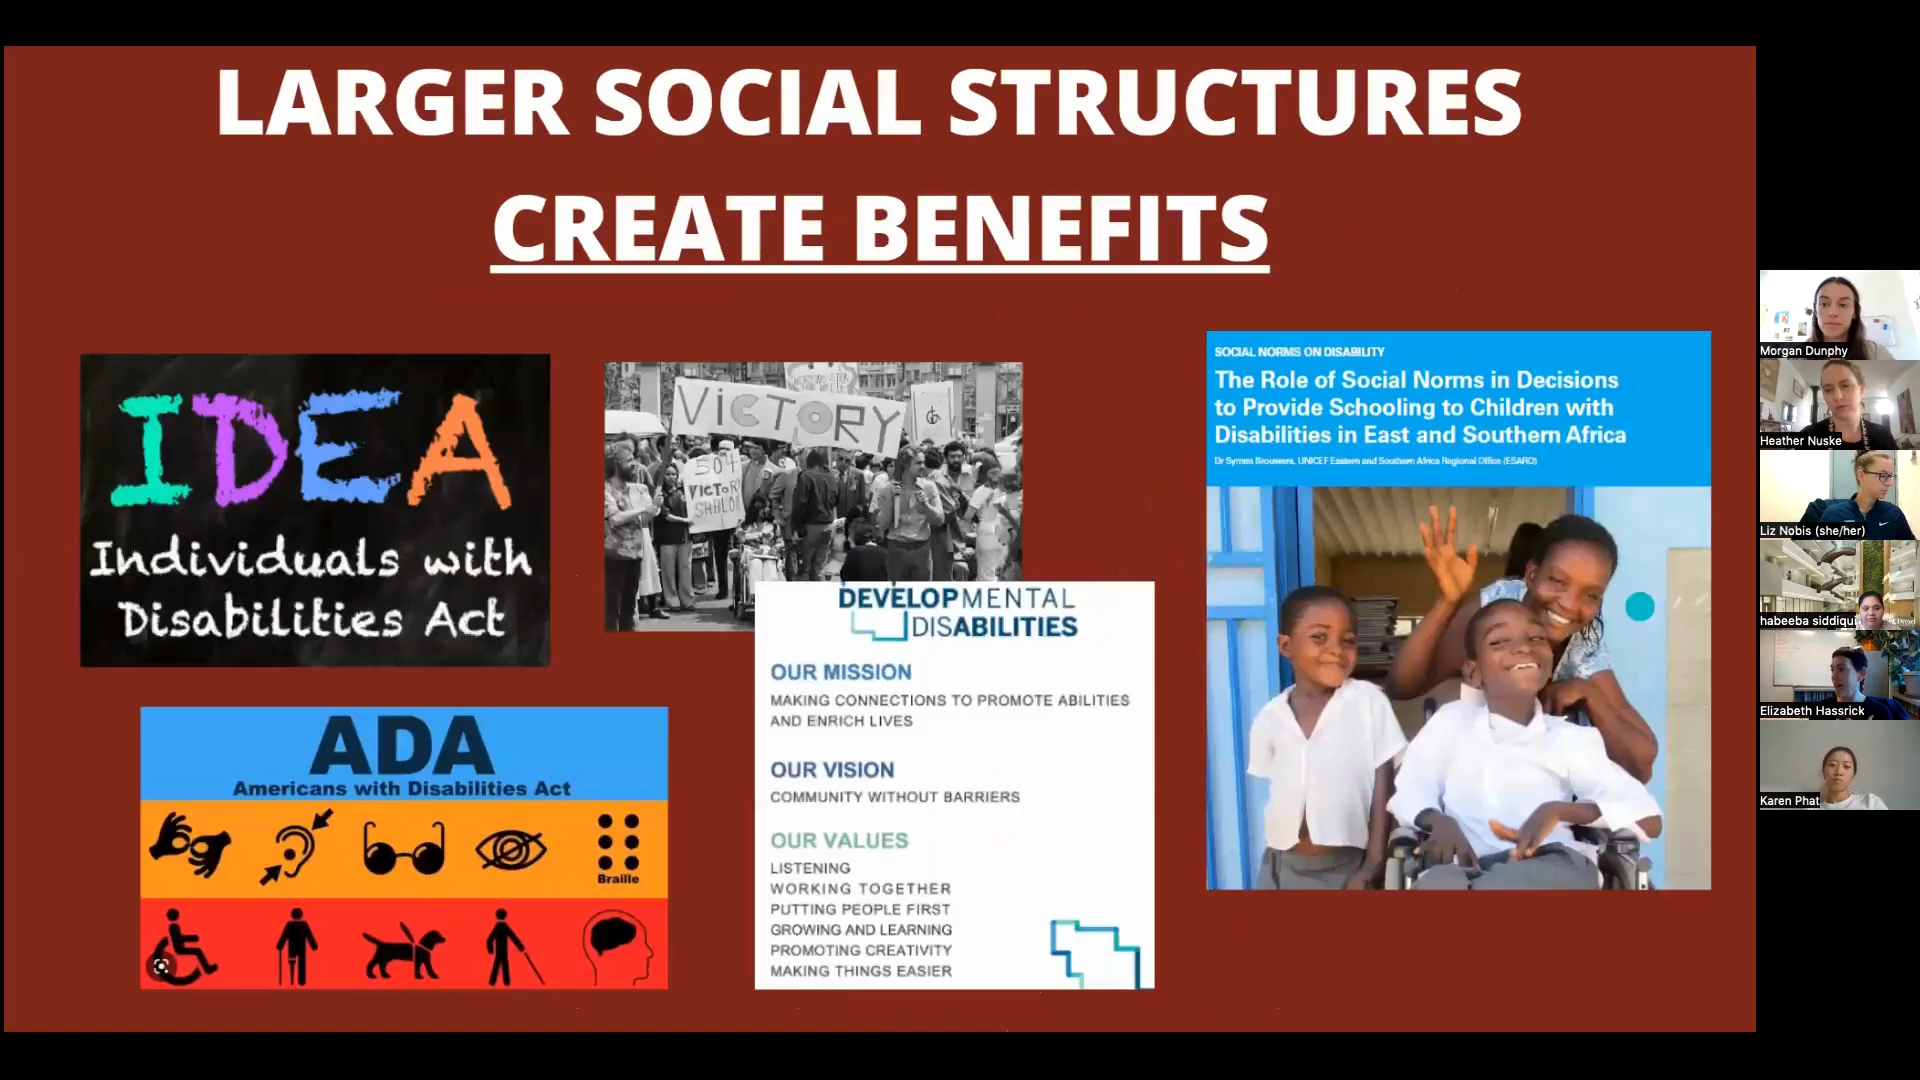 LARGER SOCIAL STRUCTURES
CREATE BENEFITS
IDEA
Individuals with
Disabilities Act
VICTORY
504
VICTORY
ADA
Americans with Disabilities Act
Braille
DEVELOPMENTAL
DISABILITIES
OUR MISSION
MAKING CONNECTIONS TO PROMOTE ABILITIES
AND ENRICH LIVES
OUR VISION
COMMUNITY WITHOUT BARRIERS
OUR VALUES
LISTENING
WORKING TOGETHER
PUTTING PEOPLE FIRST
GROWING AND LEARNING
PROMOTING CREATIVITY
MAKING THINGS EASIER
SOCIAL NORMS ON DISABILITY
The Role of Social Norms in Decisions
to Provide Schooling to Children with
Disabilities in East and Southern Africa
Dr Symen Brouwers, UNICEF Eastern and Southern Africa Regional Office (ESARO)
Morgan Dunphy
Heather Nuske
Liz Nobis (she/her)
habeeba siddiqui
Elizabeth Hassrick
Karen Phat